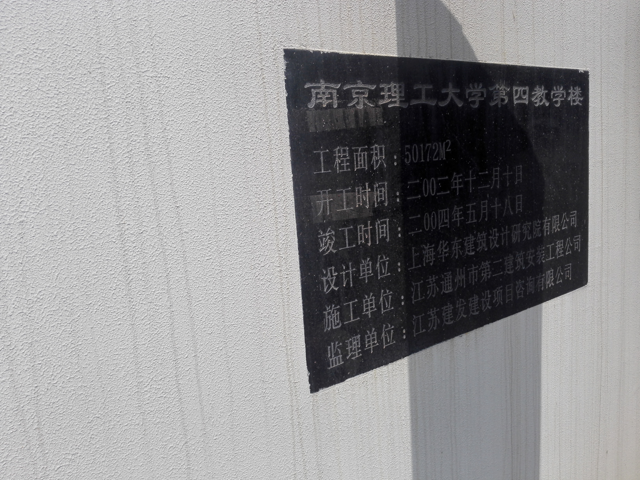 南京理工大学第四教学楼
工程面积：50172M²
开工时间：二00二年十二月十日
竣工时间：二00四年五月十八日
设计单位：上海华东建筑设计研究院有限公司
施工单位：江苏通州市第二建筑安装工程公司
监理单位：江苏建发建设项目咨询有限公司